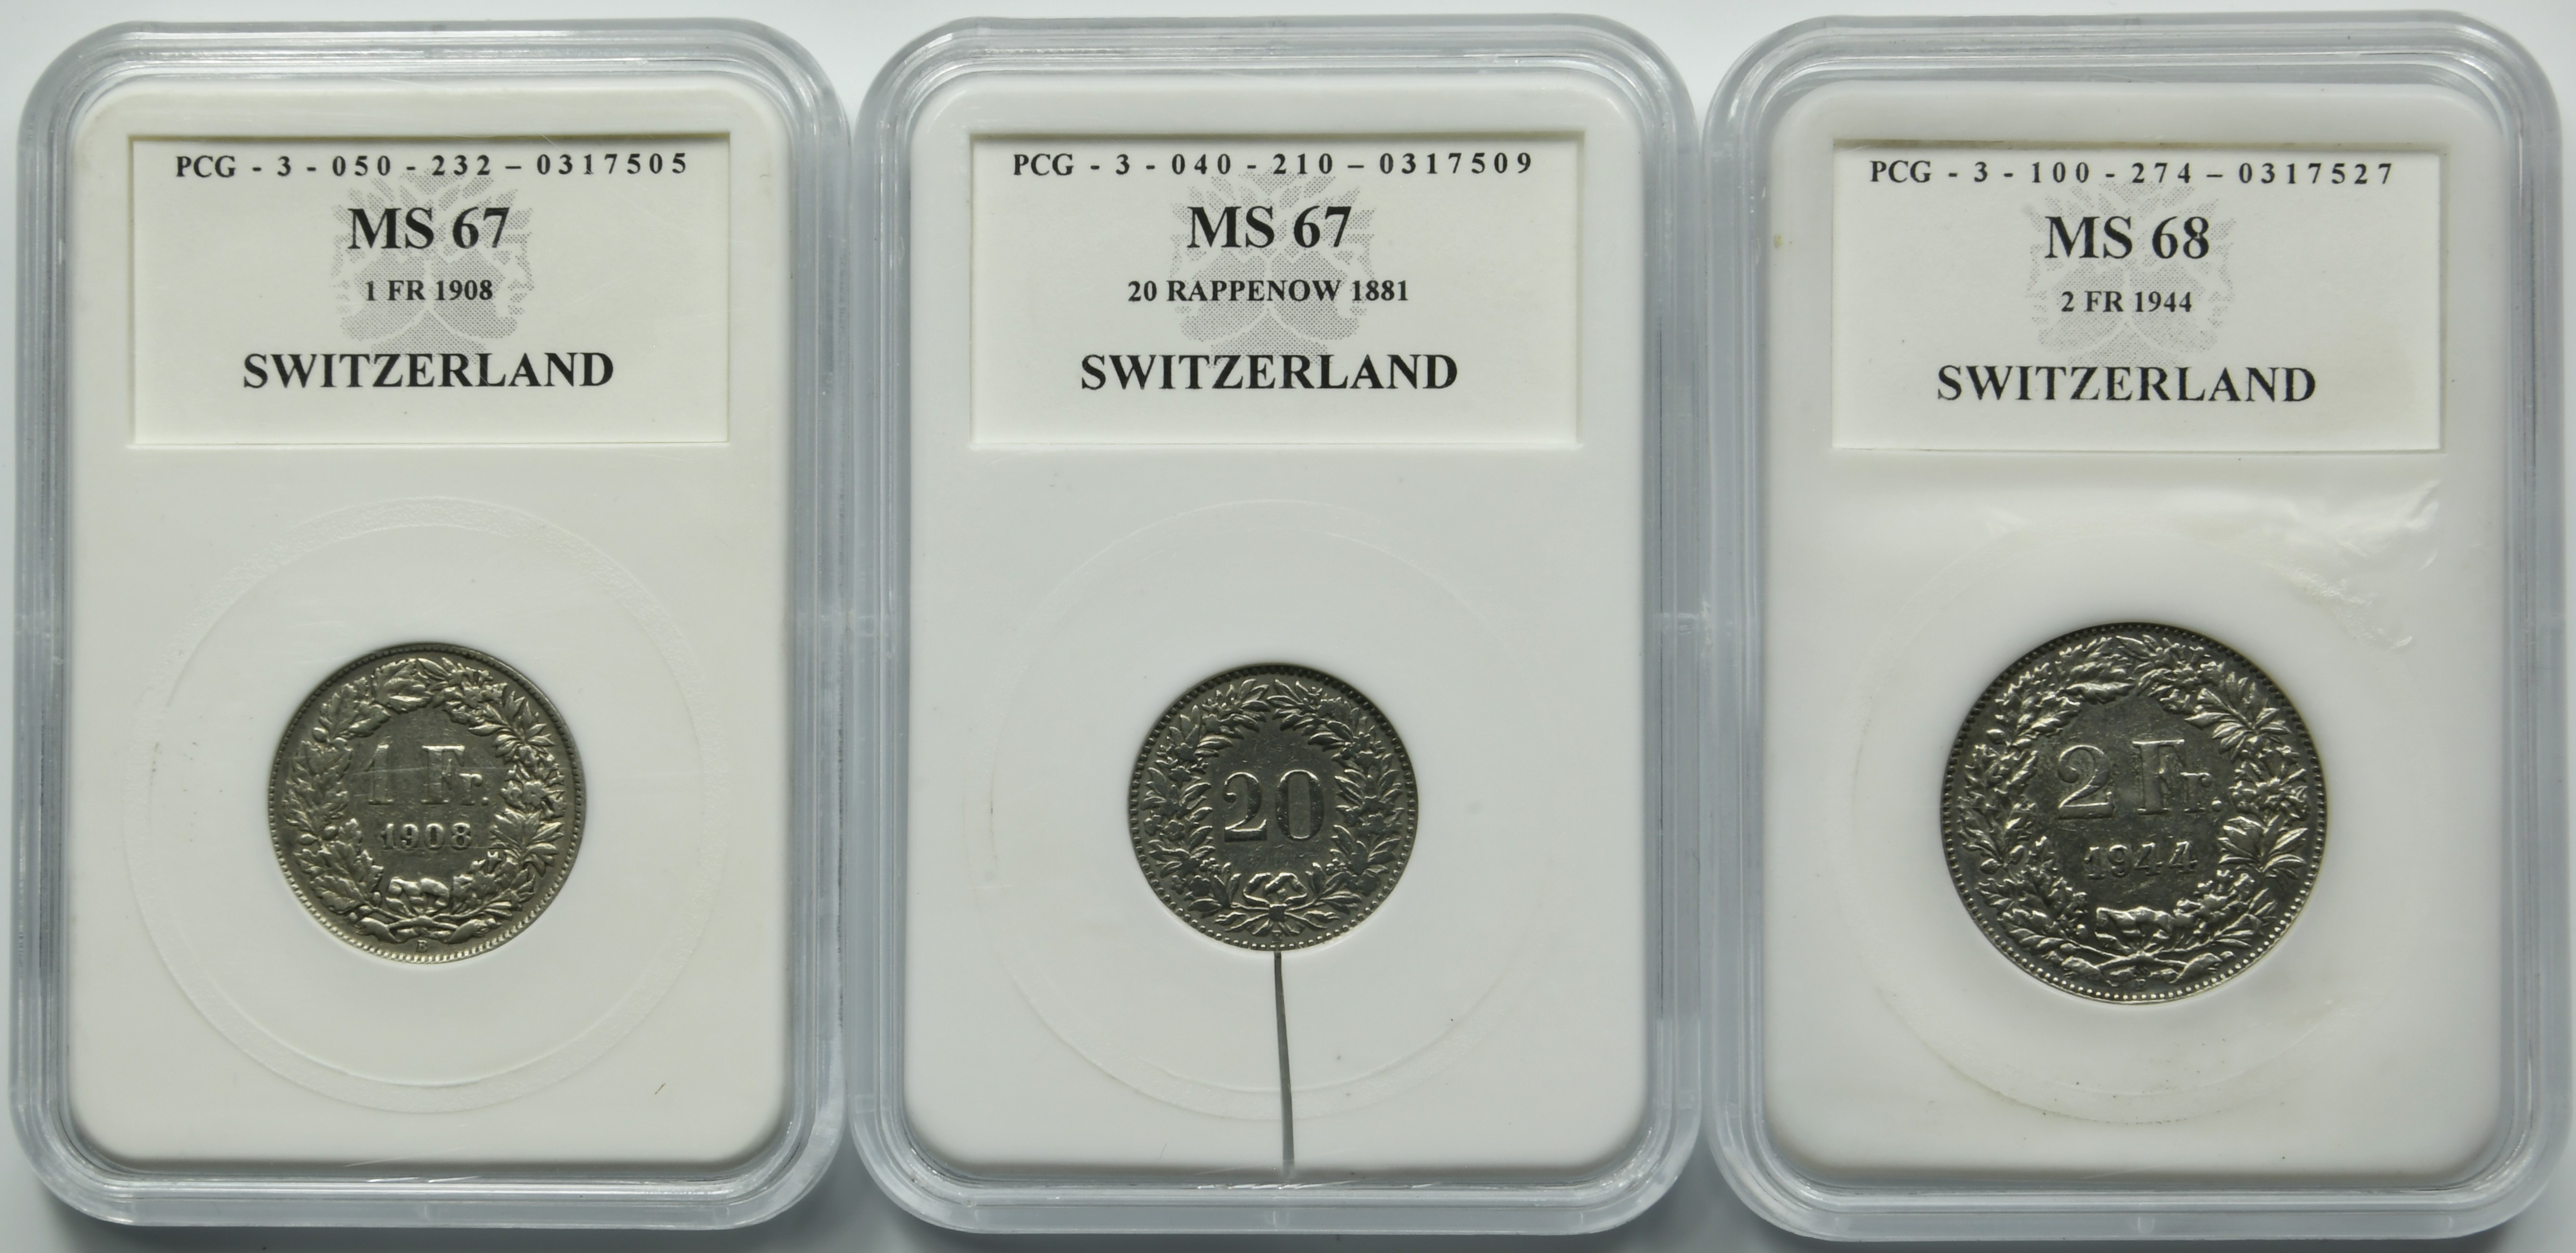 PCG - 3 - 050 - 232 – 0317505
MS 67
1 FR 1908
SWITZERLAND
1 Fr.
1908
B
PCG - 3 - 040 - 210 – 0317509
MS 67
20 RAPPENOW 1881
SWITZERLAND
20
PCG - 3 - 100 - 274 – 0317527
MS 68
2 FR 1944
SWITZERLAND
2 Fr.
1944
B